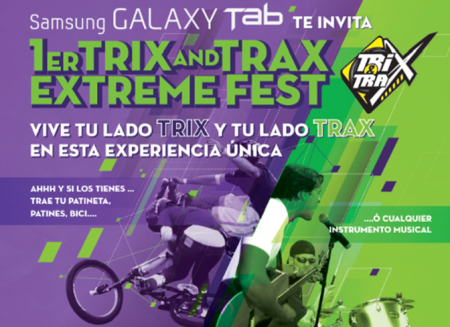 Samsung GALAXY Tab TE INVITA
1ER TRIX AND TRAX
EXTREME FEST
TRIX
&
TRAX
VIVE TU LADO TRIX Y TU LADO TRAX
EN ESTA EXPERIENCIA ÚNICA
AHHH Y SI LOS TIENES ...
TRAE TU PATINETA,
PATINES, BICI....
....Ó CUALQUIER
INSTRUMENTO MUSICAL